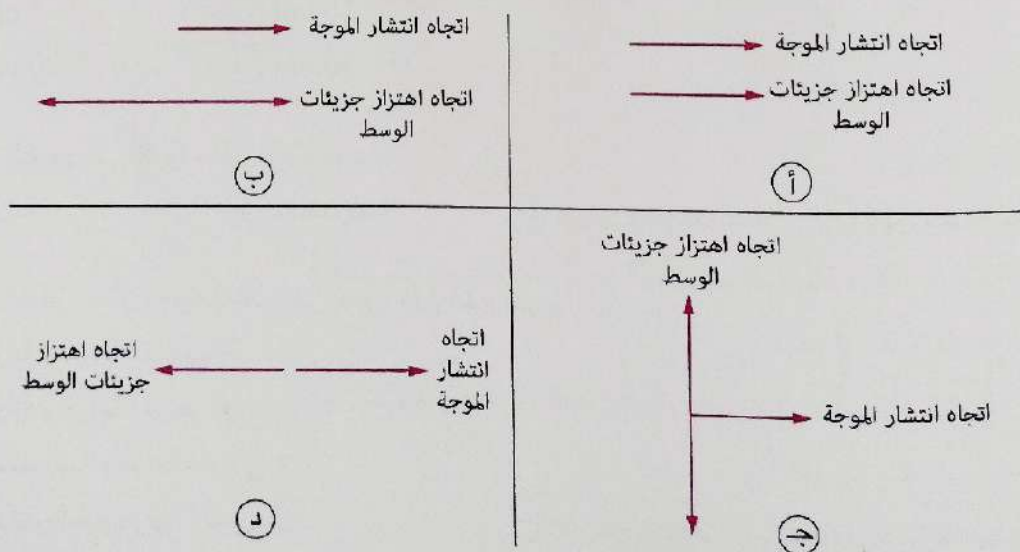 اتجاه انتشار الموجة
اتجاه اهتزاز جزيئات
الوسط
أ
اتجاه انتشار الموجة
اتجاه اهتزاز جزيئات
الوسط
ب
اتجاه اهتزاز جزيئات
الوسط
اتجاه انتشار الموجة
جـ
اتجاه
انتشار
الموجة
اتجاه اهتزاز
جزيئات الوسط
د